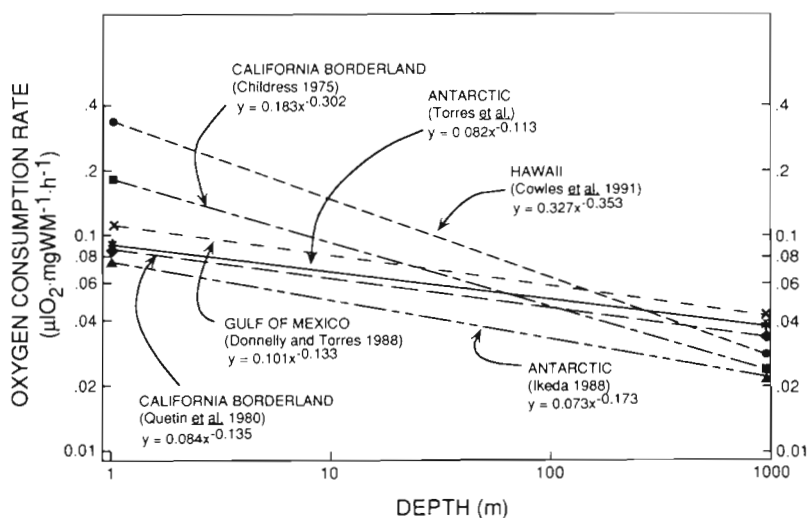 OXYGEN CONSUMPTION RATE
(μlO2·mgWM-1·h-1)
.4
.2
0.1
.08
.06
.04
.02
0.01
CALIFORNIA BORDERLAND
(Childress 1975)
y = 0.183x-0.302
ANTARCTIC
(Torres et al.)
y = 0.082x-0.113
HAWAII
(Cowles et al. 1991)
y = 0.327x-0.353
GULF OF MEXICO
(Donnelly and Torres 1988)
y = 0.101x-0.133
CALIFORNIA BORDERLAND
(Quetin et al. 1980)
y = 0.084x-0.135
ANTARCTIC
(Ikeda 1988)
y = 0.073x-0.173
.4
.2
0.1
.08
.06
.04
.02
0.01
1 10 100 1000
DEPTH (m)